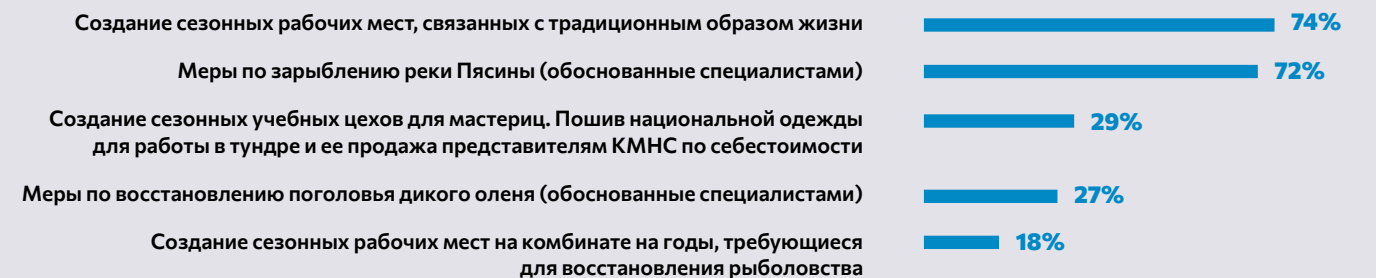 Создание сезонных рабочих мест, связанных с традиционным образом жизни
74%
Меры по зарыблению реки Пясины (обоснованные специалистами)
72%
Создание сезонных учебных цехов для мастериц. Пошив национальной одежды
для работы в тундре и ее продажа представителям КМНС по себестоимости
29%
Меры по восстановлению поголовья дикого оленя (обоснованные специалистами)
27%
Создание сезонных рабочих мест на комбинате на годы, требующиеся
для восстановления рыболовства
18%